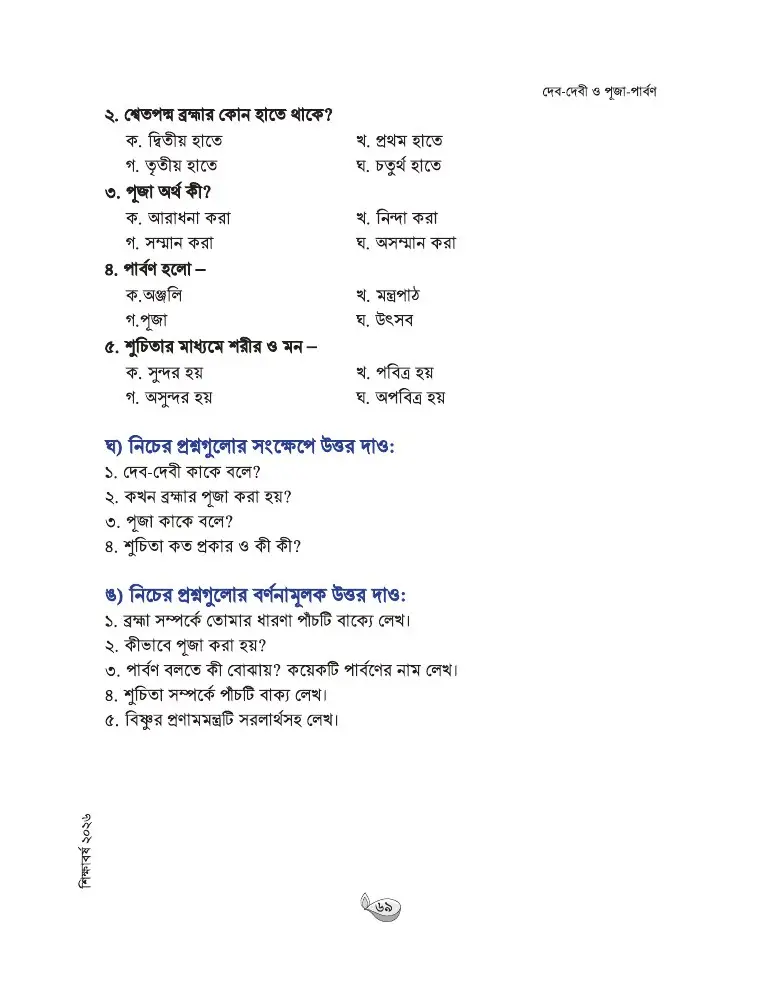 দেব-দেবী ও পূজা-পার্বণ
২. শ্বেতপদ্ম ব্রহ্মার কোন হাতে থাকে?
ক. দ্বিতীয় হাতে খ. প্রথম হাতে
গ. তৃতীয় হাতে ঘ. চতুর্থ হাতে
৩. পূজা অর্থ কী?
ক. আরাধনা করা খ. নিন্দা করা
গ. সম্মান করা ঘ. অসম্মান করা
৪. পার্বণ হলো –
ক.অঞ্জলি খ. মন্ত্রপাঠ
গ.পূজা ঘ. উৎসব
৫. শুচিতার মাধ্যমে শরীর ও মন –
ক. সুন্দর হয় খ. পবিত্র হয়
গ. অসুন্দর হয় ঘ. অপবিত্র হয়
ঘ) নিচের প্রশ্নগুলোর সংক্ষেপে উত্তর দাও:
১. দেব-দেবী কাকে বলে?
২. কখন ব্রহ্মার পূজা করা হয়?
৩. পূজা কাকে বলে?
৪. শুচিতা কত প্রকার ও কী কী?
ঙ) নিচের প্রশ্নগুলোর বর্ণনামূলক উত্তর দাও:
১. ব্রহ্মা সম্পর্কে তোমার ধারণা পাঁচটি বাক্যে লেখ।
২. কীভাবে পূজা করা হয়?
৩. পার্বণ বলতে কী বোঝায়? কয়েকটি পার্বণের নাম লেখ।
৪. শুচিতা সম্পর্কে পাঁচটি বাক্য লেখ।
৫. বিষ্ণুর প্রণামমন্ত্রটি সরলার্থসহ লেখ।
শিক্ষাবর্ষ ২০২৬
৬৯